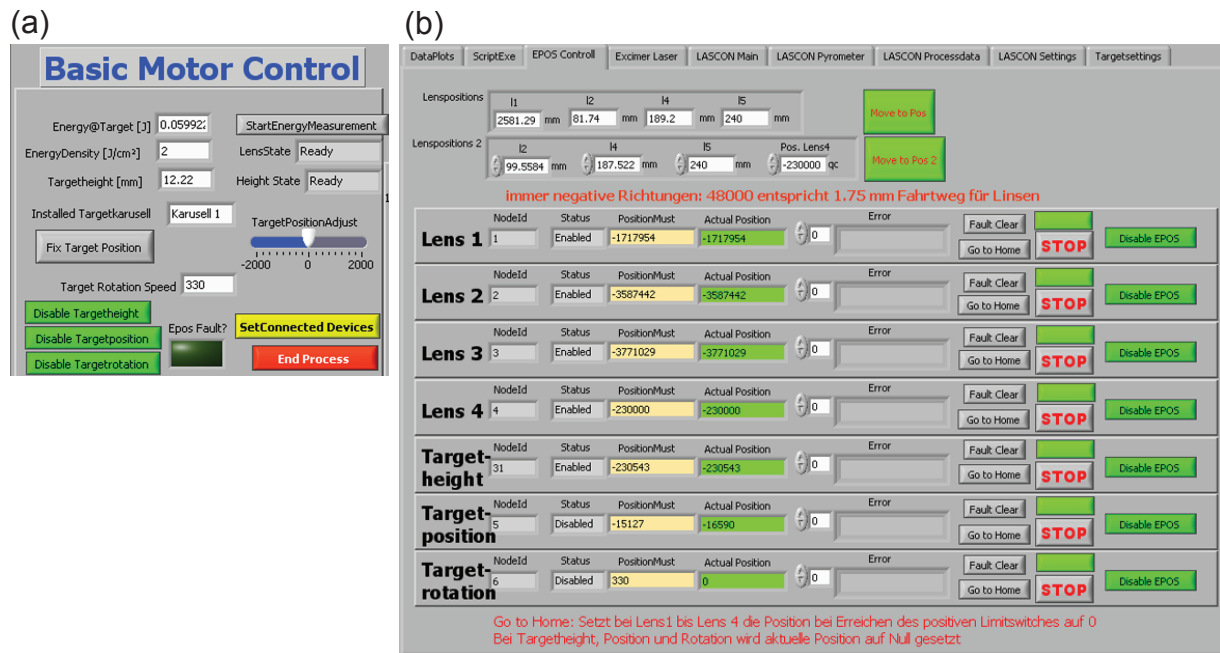 (a)
Basic Motor Control
Energy@Target [J] 0.05992 StartEnergyMeasurement
EnergyDensity [J/cm²] 2 LensState Ready
Targetheight [mm] 12.22 Height State Ready
Installed Targetkarusell Karusell 1 TargetPositionAdjust
Fix Target Position
-2000 0 2000
Target Rotation Speed 330
Disable Targetheight
Disable Targetposition Epos Fault? SetConnected Devices
Disable Targetrotation End Process
(b)
DataPlots ScriptExe EPOS Controll Excimer Laser LASCON Main LASCON Pyrometer LASCON Processdata LASCON Settings Targetsettings
Lenspositions l1 l2 l4 l5
2581.29 mm 81.74 mm 189.2 mm 240 mm Move to Pos
Lenspositions 2 l2 l4 l5 Pos. Lens4
99.5584 mm 187.522 mm 240 mm -230000 qc Move to Pos 2
immer negative Richtungen: 48000 entspricht 1.75 mm Fahrtweg für Linsen
NodeId Status PositionMust Actual Position Error Fault Clear
Lens 1 1 Enabled -1717954 -1717954 0 Go to Home STOP Disable EPOS
NodeId Status PositionMust Actual Position Error Fault Clear
Lens 2 2 Enabled -3587442 -3587442 0 Go to Home STOP Disable EPOS
NodeId Status PositionMust Actual Position Error Fault Clear
Lens 3 3 Enabled -3771029 -3771029 0 Go to Home STOP Disable EPOS
NodeId Status PositionMust Actual Position Error Fault Clear
Lens 4 4 Enabled -230000 -230000 0 Go to Home STOP Disable EPOS
NodeId Status PositionMust Actual Position Error Fault Clear
Target-
height 31 Enabled -230543 -230543 0 Go to Home STOP Disable EPOS
NodeId Status PositionMust Actual Position Error Fault Clear
Target-
position 5 Disabled -15127 -16590 0 Go to Home STOP Disable EPOS
NodeId Status PositionMust Actual Position Error Fault Clear
Target-
rotation 6 Disabled 330 0 0 Go to Home STOP Disable EPOS
Go to Home: Setzt bei Lens1 bis Lens 4 die Position bei Erreichen des positiven Limitswitches auf 0
Bei Targetheight, Position und Rotation wird aktuelle Position auf Null gesetzt